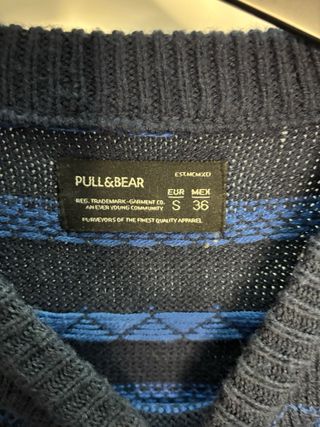 PULL&BEAR
EST.MCMXCI
REG. TRADEMARK-GARMENT CO.
AN EVER YOUNG COMMUNITY
EUR MEX
S 36
PURVEYORS OF THE FINEST QUALITY APPAREL